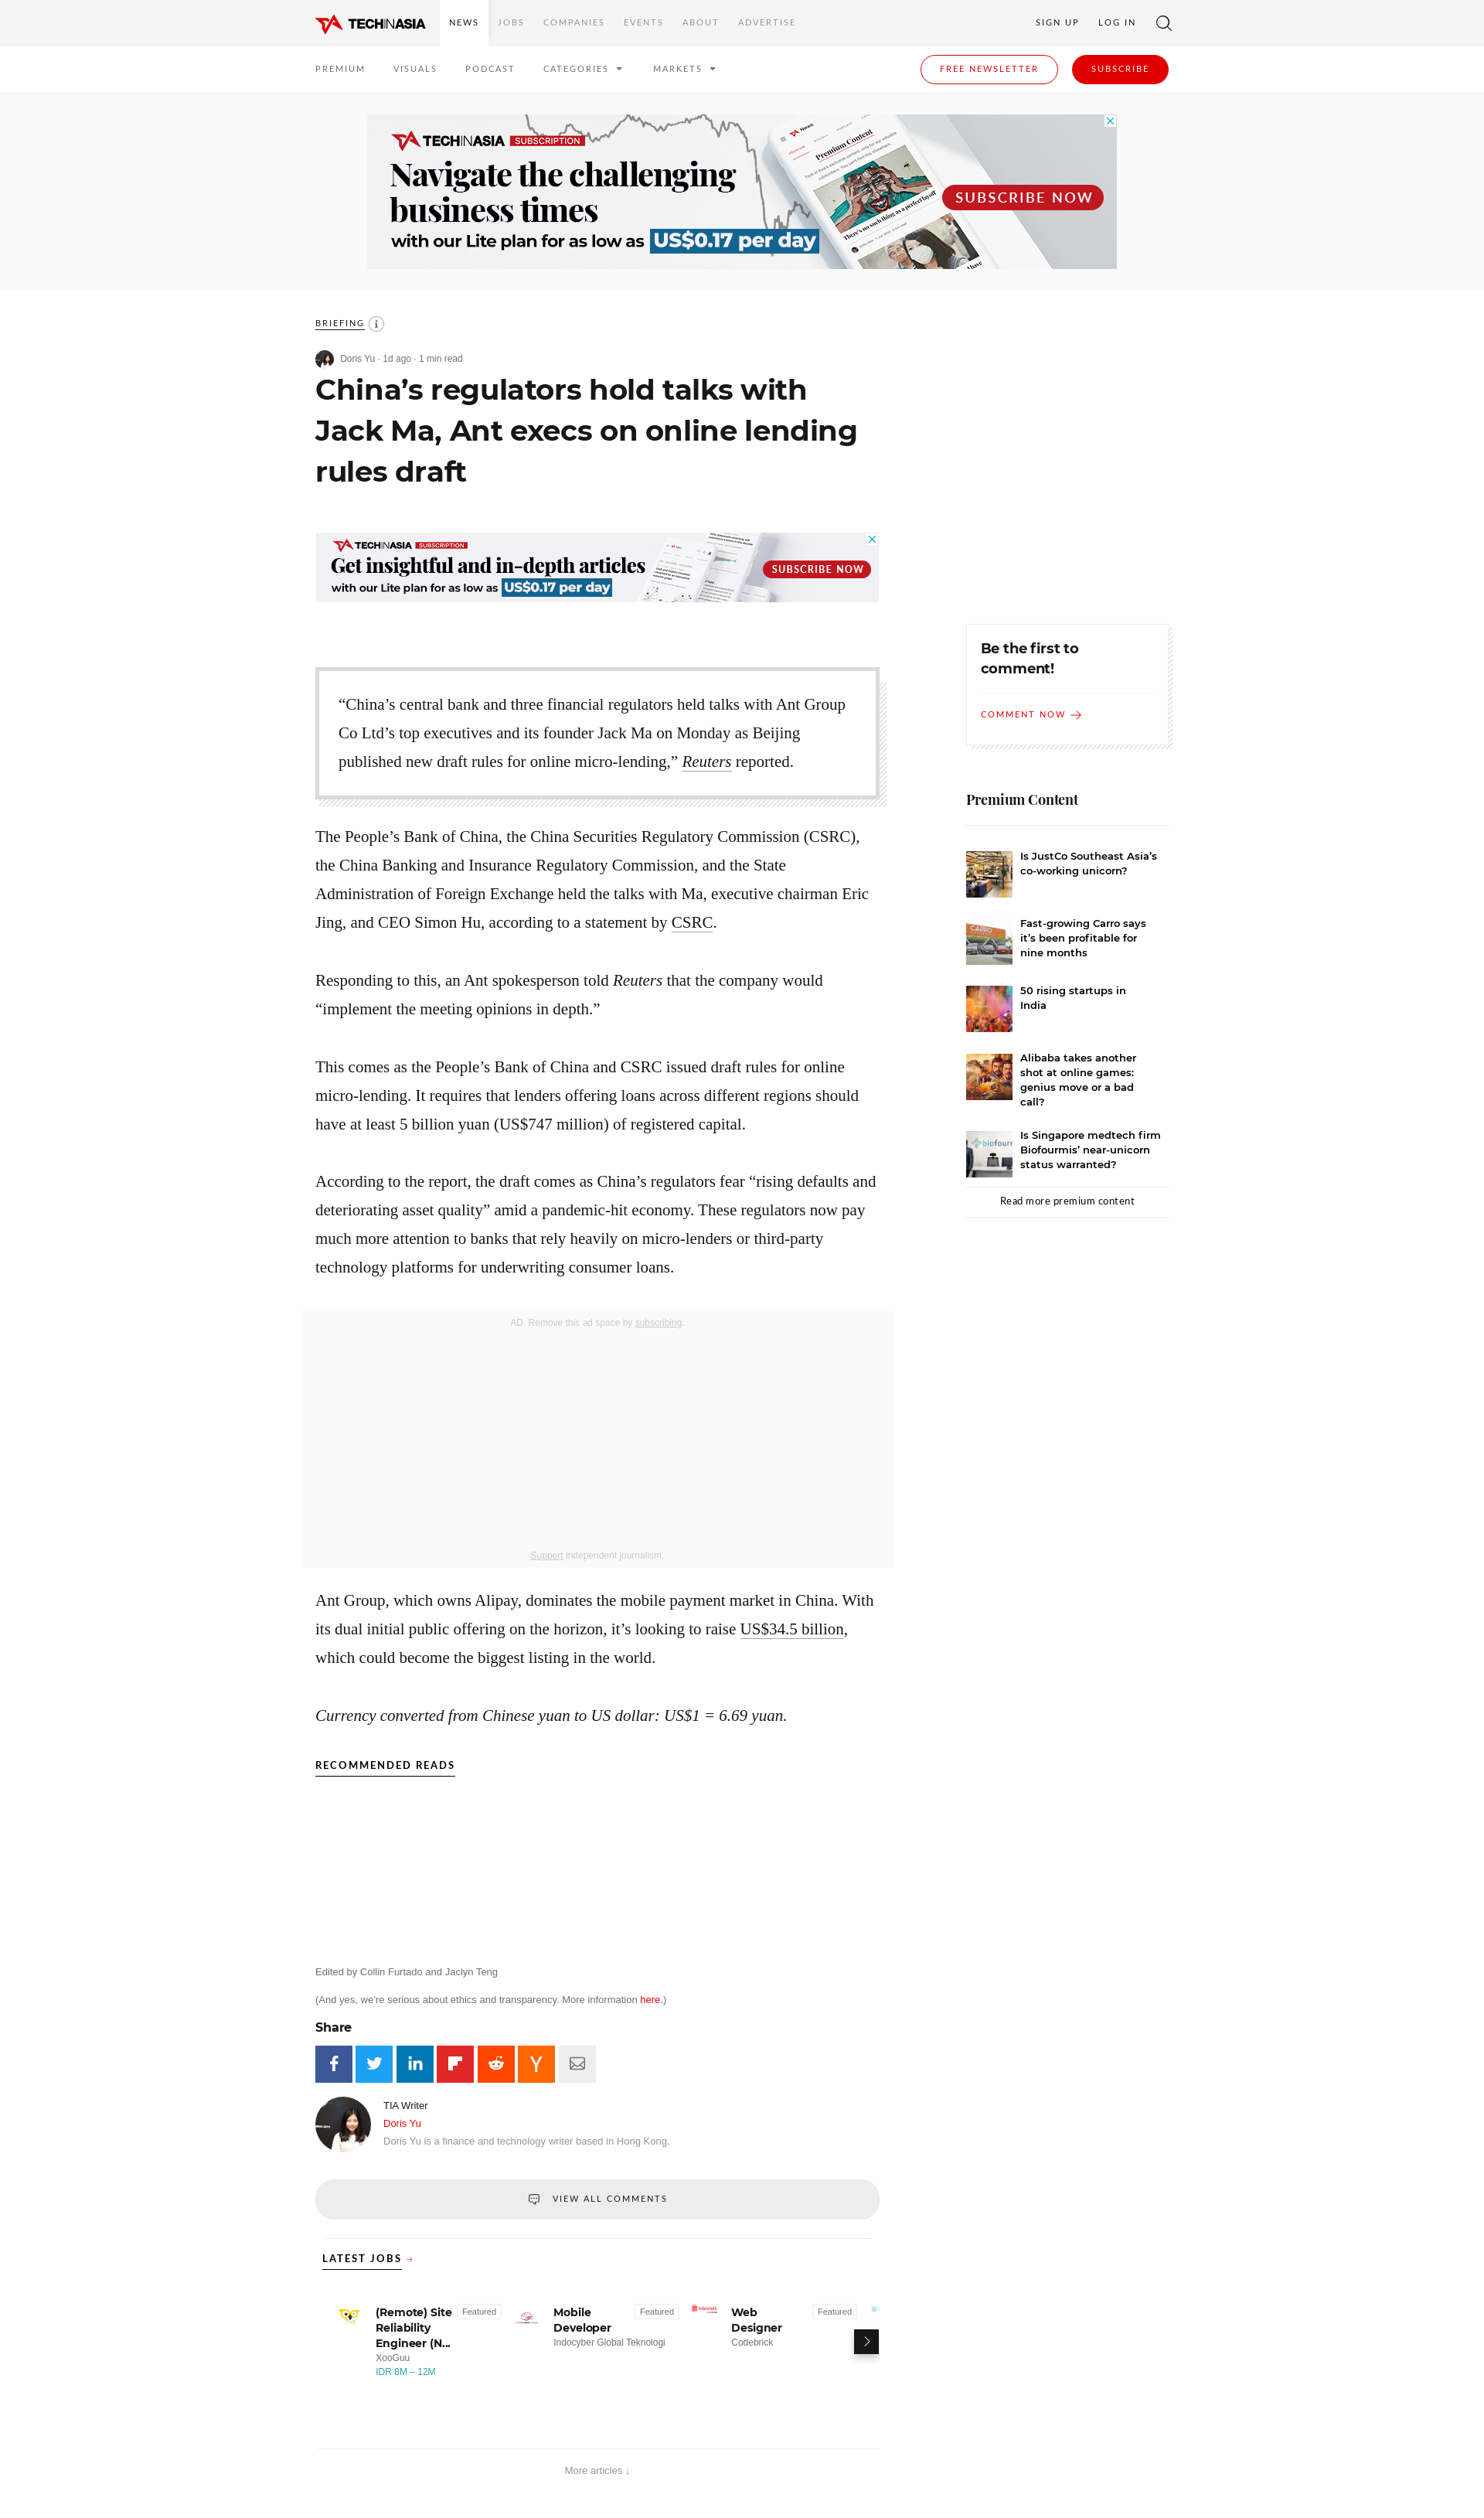 TECHINASIA
NEWS
JOBS
COMPANIES
EVENTS
ABOUT
ADVERTISE
SIGN UP
LOG IN
PREMIUM
VISUALS
PODCAST
CATEGORIES
MARKETS
FREE NEWSLETTER
SUBSCRIBE
TECHINASIA SUBSCRIPTION
Navigate the challenging
business times
with our Lite plan for as low as US$0.17 per day
Premium Content
There's no such thing as a perfect layoff
SUBSCRIBE NOW
BRIEFING
Doris Yu · 1d ago · 1 min read
China’s regulators hold talks with
Jack Ma, Ant execs on online lending
rules draft
TECHINASIA SUBSCRIPTION
Get insightful and in-depth articles
with our Lite plan for as low as US$0.17 per day
SUBSCRIBE NOW
“China’s central bank and three financial regulators held talks with Ant Group
Co Ltd’s top executives and its founder Jack Ma on Monday as Beijing
published new draft rules for online micro-lending,” Reuters reported.
The People’s Bank of China, the China Securities Regulatory Commission (CSRC),
the China Banking and Insurance Regulatory Commission, and the State
Administration of Foreign Exchange held the talks with Ma, executive chairman Eric
Jing, and CEO Simon Hu, according to a statement by CSRC.
Responding to this, an Ant spokesperson told Reuters that the company would
“implement the meeting opinions in depth.”
This comes as the People’s Bank of China and CSRC issued draft rules for online
micro-lending. It requires that lenders offering loans across different regions should
have at least 5 billion yuan (US$747 million) of registered capital.
According to the report, the draft comes as China’s regulators fear “rising defaults and
deteriorating asset quality” amid a pandemic-hit economy. These regulators now pay
much more attention to banks that rely heavily on micro-lenders or third-party
technology platforms for underwriting consumer loans.
AD. Remove this ad space by subscribing.
Support independent journalism.
Ant Group, which owns Alipay, dominates the mobile payment market in China. With
its dual initial public offering on the horizon, it’s looking to raise US$34.5 billion,
which could become the biggest listing in the world.
Currency converted from Chinese yuan to US dollar: US$1 = 6.69 yuan.
RECOMMENDED READS
Edited by Collin Furtado and Jaclyn Teng
(And yes, we’re serious about ethics and transparency. More information here.)
Share
TIA Writer
Doris Yu
Doris Yu is a finance and technology writer based in Hong Kong.
VIEW ALL COMMENTS
LATEST JOBS →
(Remote) Site
Reliability
Engineer (N...
Featured
XooGuu
IDR 8M – 12M
Mobile
Developer
Featured
Indocyber Global Teknologi
Web
Designer
Featured
Codebrick
More articles ↓
Be the first to
comment!
COMMENT NOW →
Premium Content
Is JustCo Southeast Asia’s
co-working unicorn?
CARRO
Fast-growing Carro says
it’s been profitable for
nine months
50 rising startups in
India
Alibaba takes another
shot at online games:
genius move or a bad
call?
biofourm
Is Singapore medtech firm
Biofourmis’ near-unicorn
status warranted?
Read more premium content